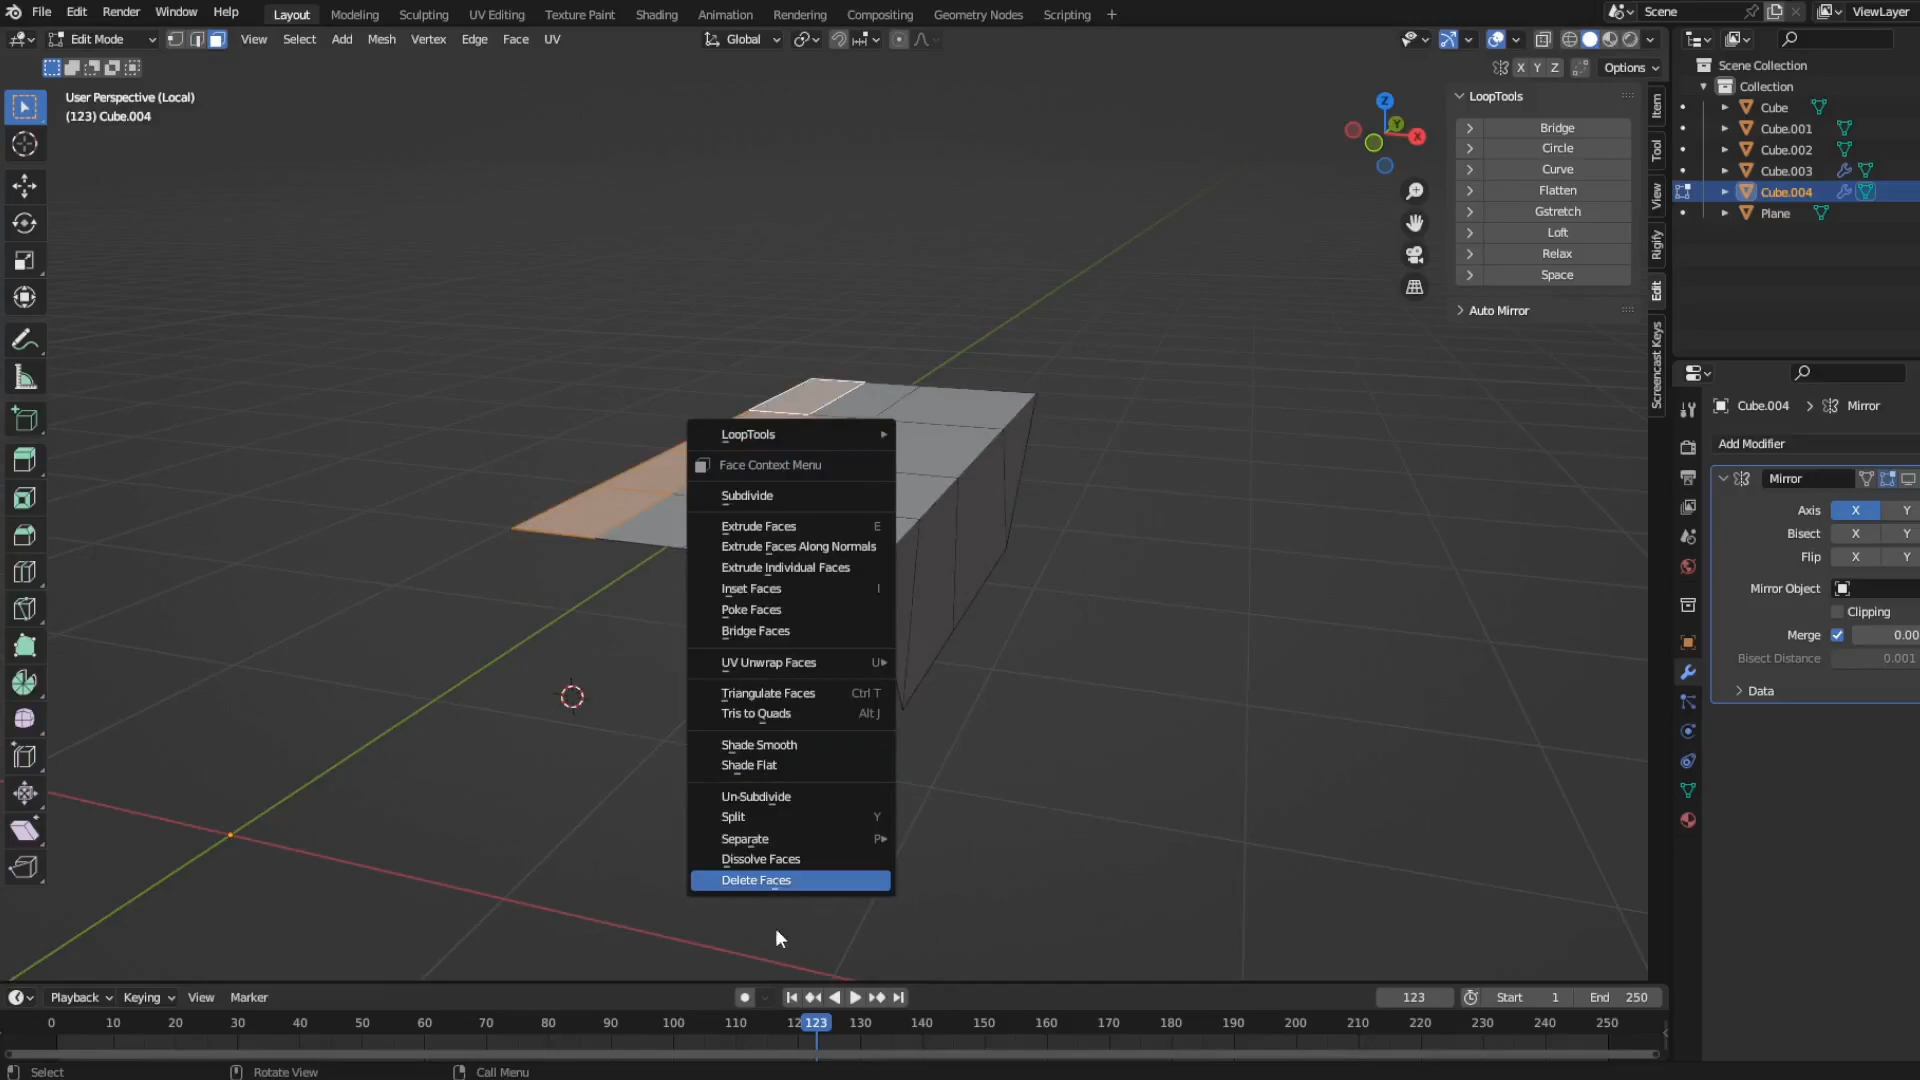 File Edit Render Window Help Layout Modeling Sculpting UV Editing Texture Paint Shading Animation Rendering Compositing Geometry Nodes Scripting + Scene ViewLayer
Edit Mode View Select Add Mesh Vertex Edge Face UV Global
X Y Z Options
User Perspective (Local)
(123) Cube.004
Z Y X
LoopTools
Bridge
Circle
Curve
Flatten
Gstretch
Loft
Relax
Space
Auto Mirror
Item
Tool
View
Rigify
Edit
Screencast Keys
Scene Collection
Collection
Cube
Cube.001
Cube.002
Cube.003
Cube.004
Plane
Cube.004 > Mirror
Add Modifier
Mirror
Axis X Y
Bisect X Y
Flip X Y
Mirror Object
Clipping
Merge 0.00
Bisect Distance 0.001
Data
LoopTools
Face Context Menu
Subdivide
Extrude Faces E
Extrude Faces Along Normals
Extrude Individual Faces
Inset Faces I
Poke Faces
Bridge Faces
UV Unwrap Faces U
Triangulate Faces Ctrl T
Tris to Quads Alt J
Shade Smooth
Shade Flat
Un-Subdivide
Split Y
Separate P
Dissolve Faces
Delete Faces
Playback Keying View Marker 123 Start 1 End 250
0 10 20 30 40 50 60 70 80 90 100 110 12 123 130 140 150 160 170 180 190 200 210 220 230 240 250
Select Rotate View Call Menu